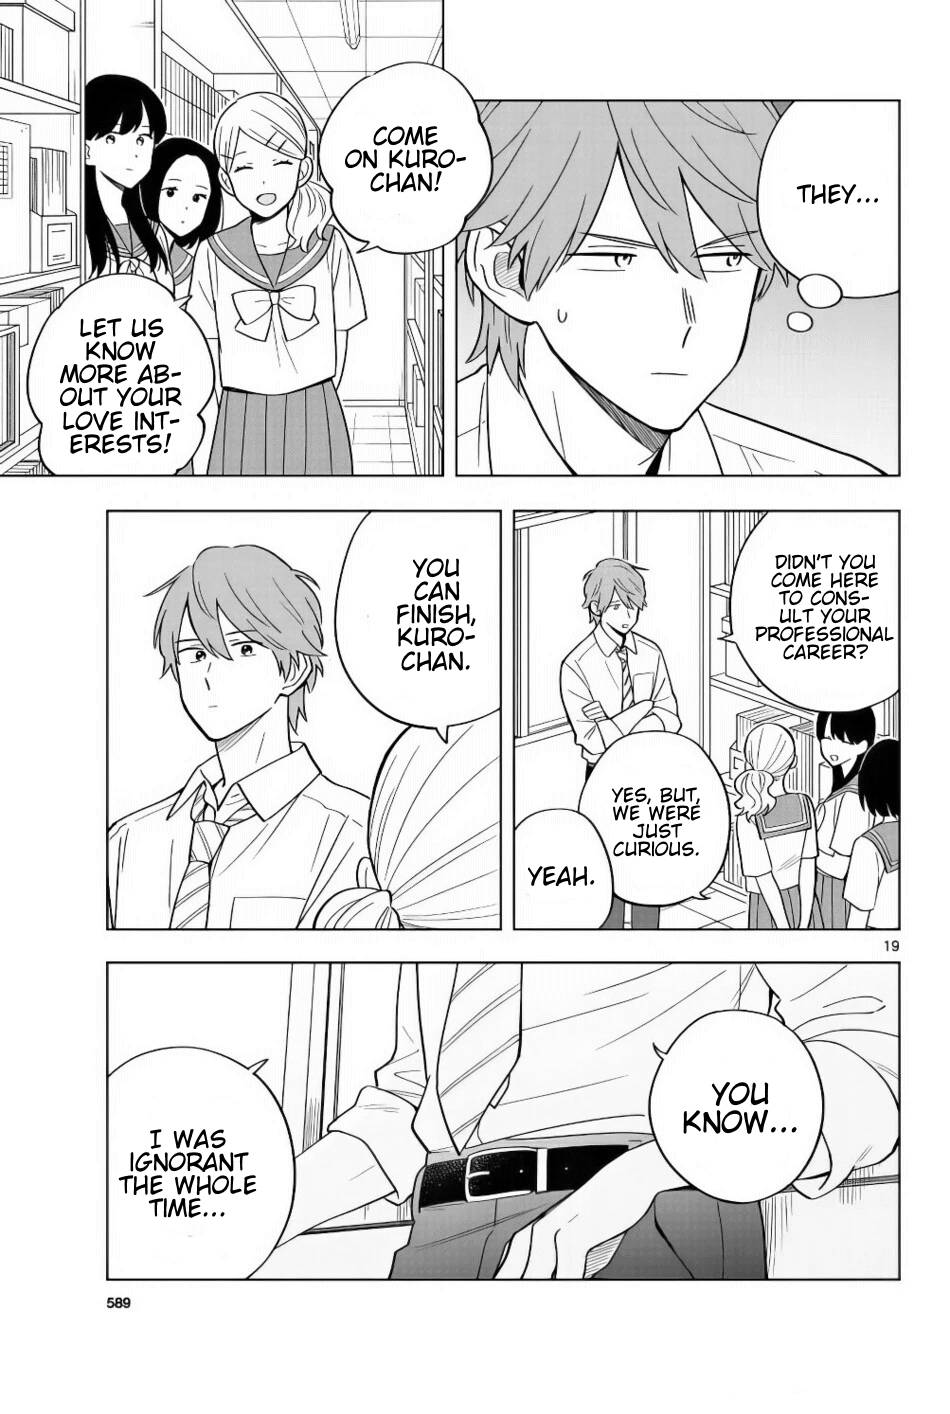 THEY...
COME
ON KURO-
CHAN!
LET US
KNOW
MORE AB-
OUT YOUR
LOVE INT-
ERESTS!
DIDN'T YOU
COME HERE
TO CONS-
ULT YOUR
PROFESSIONAL
CAREER?
YES, BUT,
WE WERE
JUST
CURIOUS.
YEAH.
YOU
CAN
FINISH,
KURO-
CHAN.
19
YOU
KNOW...
I WAS
IGNORANT
THE WHOLE
TIME...
589